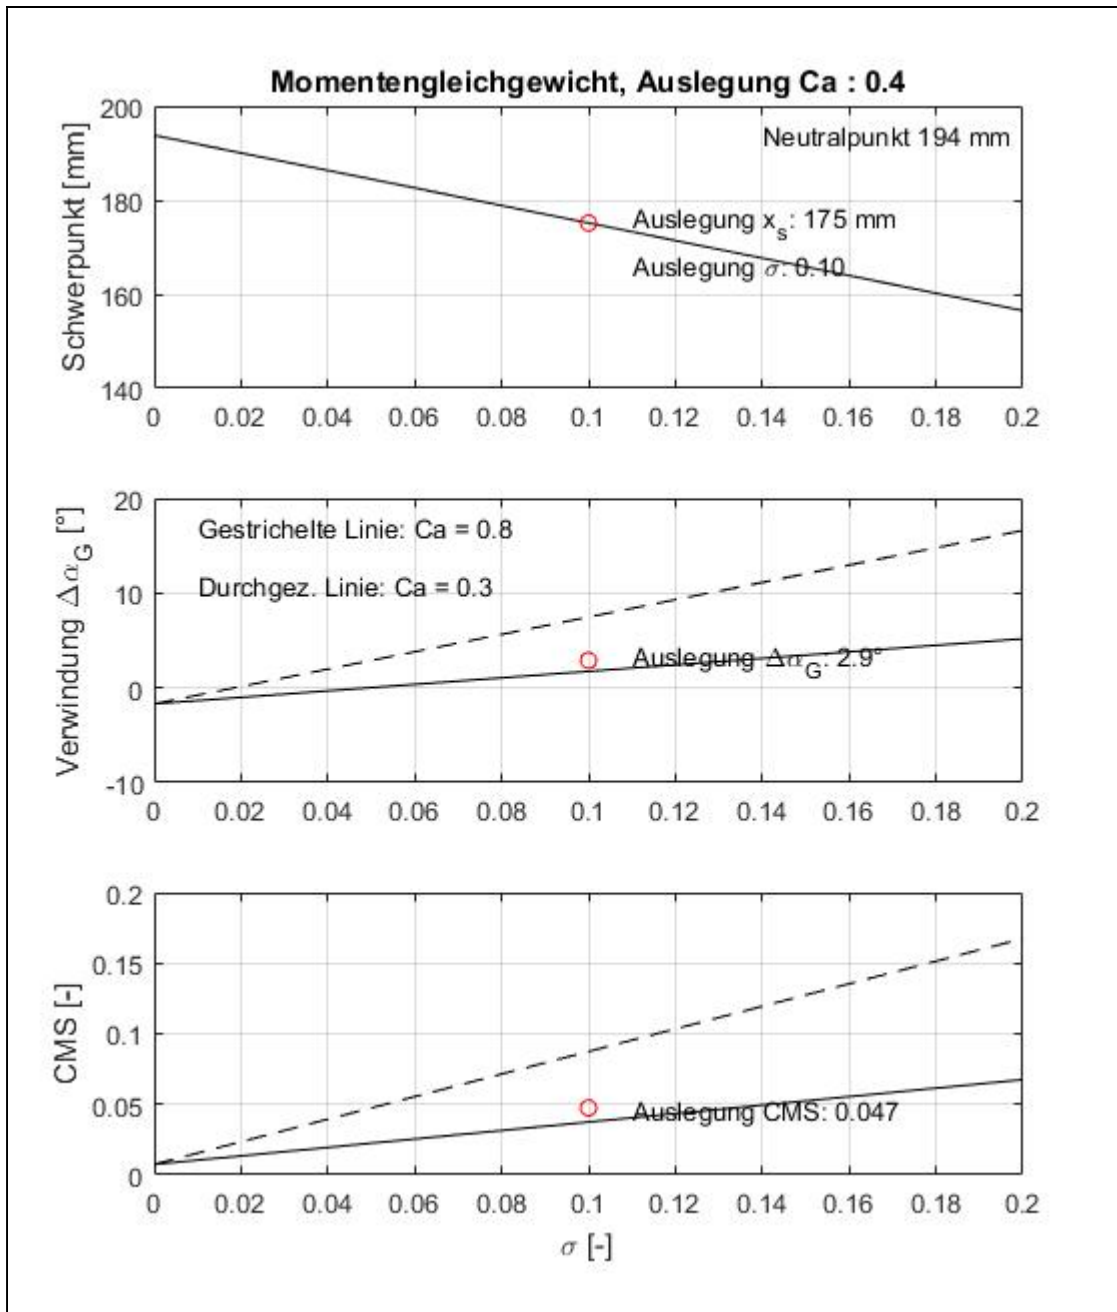 Momentengleichgewicht, Auslegung Ca : 0.4
200
180
160
140
Schwerpunkt [mm]
Neutralpunkt 194 mm
Auslegung x_s: 175 mm
Auslegung σ: 0.10
0 0.02 0.04 0.06 0.08 0.1 0.12 0.14 0.16 0.18 0.2
20
10
0
-10
Verwindung Δα_G [°]
Gestrichelte Linie: Ca = 0.8
Durchgez. Linie: Ca = 0.3
Auslegung Δα_G: 2.9°
0 0.02 0.04 0.06 0.08 0.1 0.12 0.14 0.16 0.18 0.2
0.2
0.15
0.1
0.05
0
CMS [-]
Auslegung CMS: 0.047
0 0.02 0.04 0.06 0.08 0.1 0.12 0.14 0.16 0.18 0.2
σ [-]